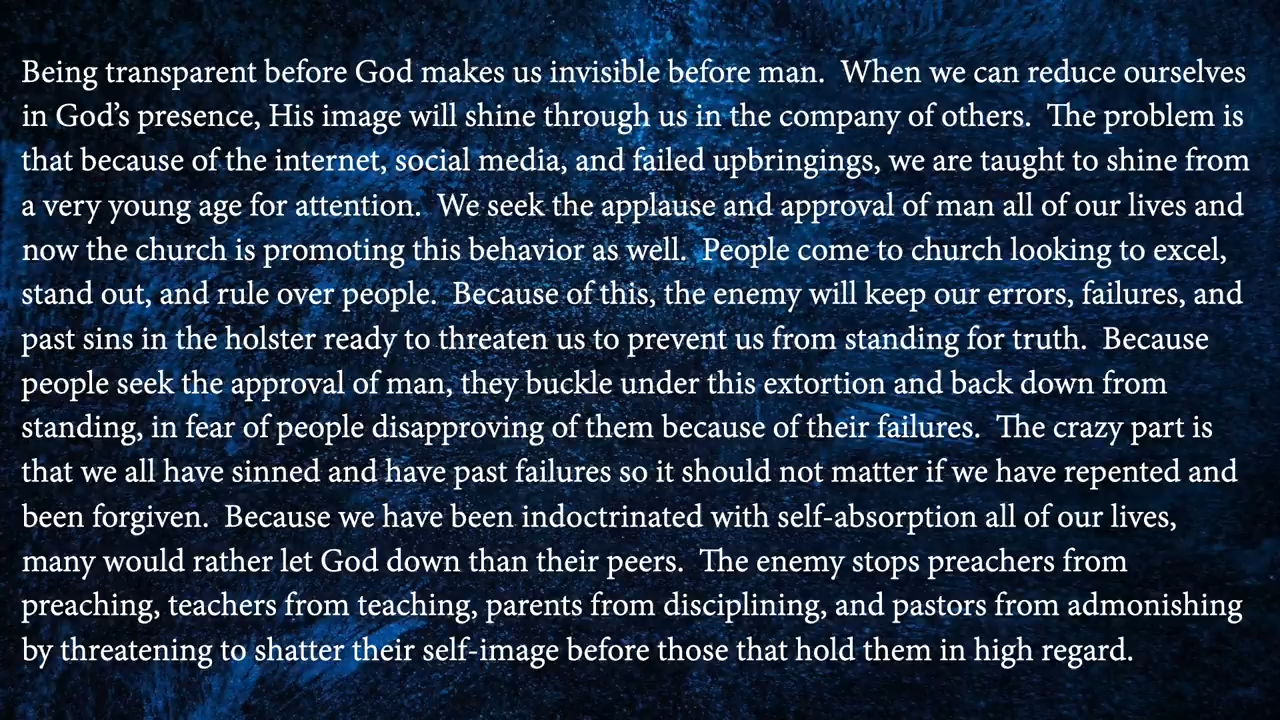 Being transparent before God makes us invisible before man.  When we can reduce ourselves
in God’s presence, His image will shine through us in the company of others.  The problem is
that because of the internet, social media, and failed upbringings, we are taught to shine from
a very young age for attention.  We seek the applause and approval of man all of our lives and
now the church is promoting this behavior as well.  People come to church looking to excel,
stand out, and rule over people.  Because of this, the enemy will keep our errors, failures, and
past sins in the holster ready to threaten us to prevent us from standing for truth.  Because
people seek the approval of man, they buckle under this extortion and back down from
standing, in fear of people disapproving of them because of their failures.  The crazy part is
that we all have sinned and have past failures so it should not matter if we have repented and
been forgiven.  Because we have been indoctrinated with self-absorption all of our lives,
many would rather let God down than their peers.  The enemy stops preachers from
preaching, teachers from teaching, parents from disciplining, and pastors from admonishing
by threatening to shatter their self-image before those that hold them in high regard.